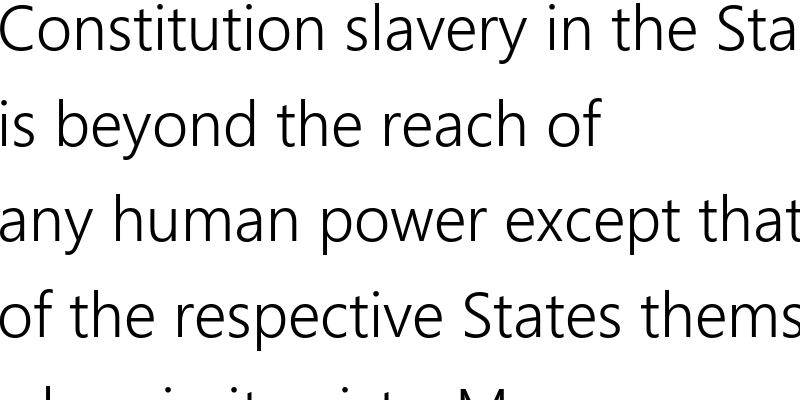 Constitution slavery in the Sta
is beyond the reach of
any human power except that
of the respective States thems